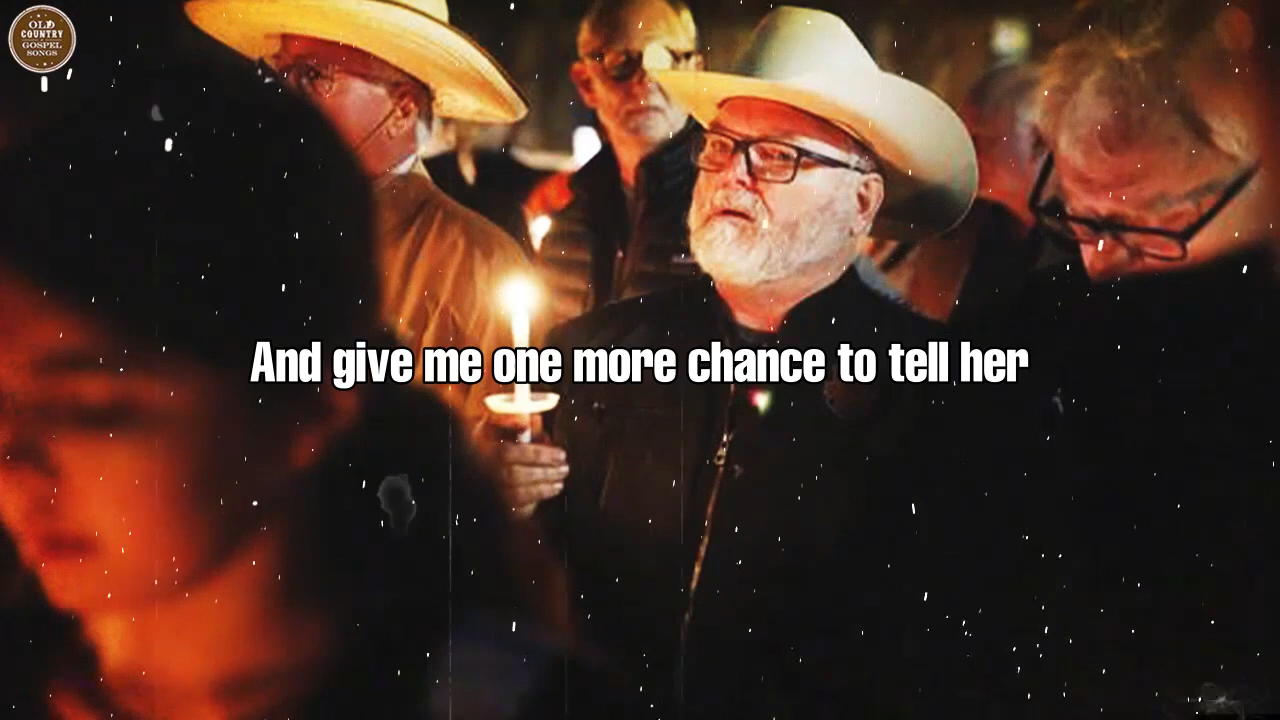 OLD
COUNTRY
GOSPEL
SONGS
And give me one more chance to tell her